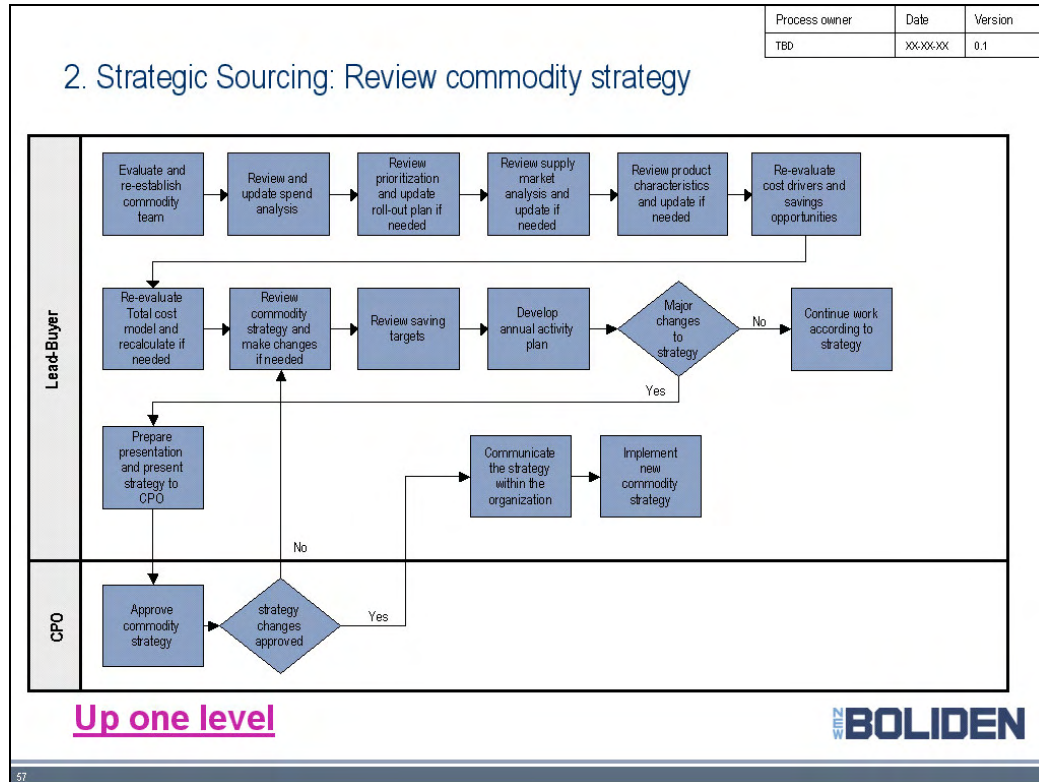 Process owner Date Version
TBD XX-XX-XX 0.1
2. Strategic Sourcing: Review commodity strategy
Lead-Buyer
Evaluate and
re-establish
commodity
team
Review and
update spend
analysis
Review
prioritization
and update
roll-out plan if
needed
Review supply
market
analysis and
update if
needed
Review product
characteristics
and update if
needed
Re-evaluate
cost drivers and
savings
opportunities
Re-evaluate
Total cost
model and
recalculate if
needed
Review
commodity
strategy and
make changes
if needed
Review saving
targets
Develop
annual activity
plan
Major
changes
to
strategy
No
Continue work
according to
strategy
Yes
Prepare
presentation
and present
strategy to
CPO
Communicate
the strategy
within the
organization
Implement
new
commodity
strategy
No
CPO
Approve
commodity
strategy
strategy
changes
approved
Yes
Up one level
NEW BOLIDEN
57